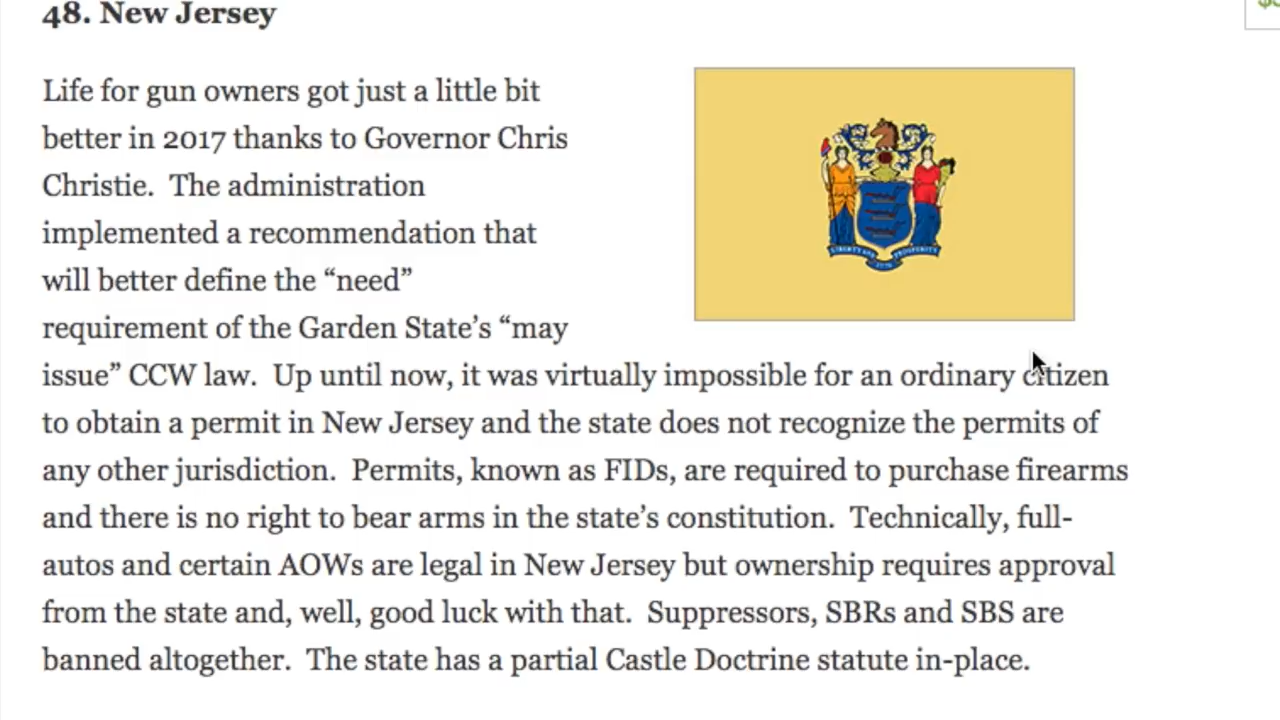 48. New Jersey
Life for gun owners got just a little bit
better in 2017 thanks to Governor Chris
Christie.  The administration
implemented a recommendation that
will better define the “need”
requirement of the Garden State’s “may
issue” CCW law.  Up until now, it was virtually impossible for an ordinary citizen
to obtain a permit in New Jersey and the state does not recognize the permits of
any other jurisdiction.  Permits, known as FIDs, are required to purchase firearms
and there is no right to bear arms in the state’s constitution.  Technically, full-
autos and certain AOWs are legal in New Jersey but ownership requires approval
from the state and, well, good luck with that.  Suppressors, SBRs and SBS are
banned altogether.  The state has a partial Castle Doctrine statute in-place.
LIBERTY AND PROSPERITY